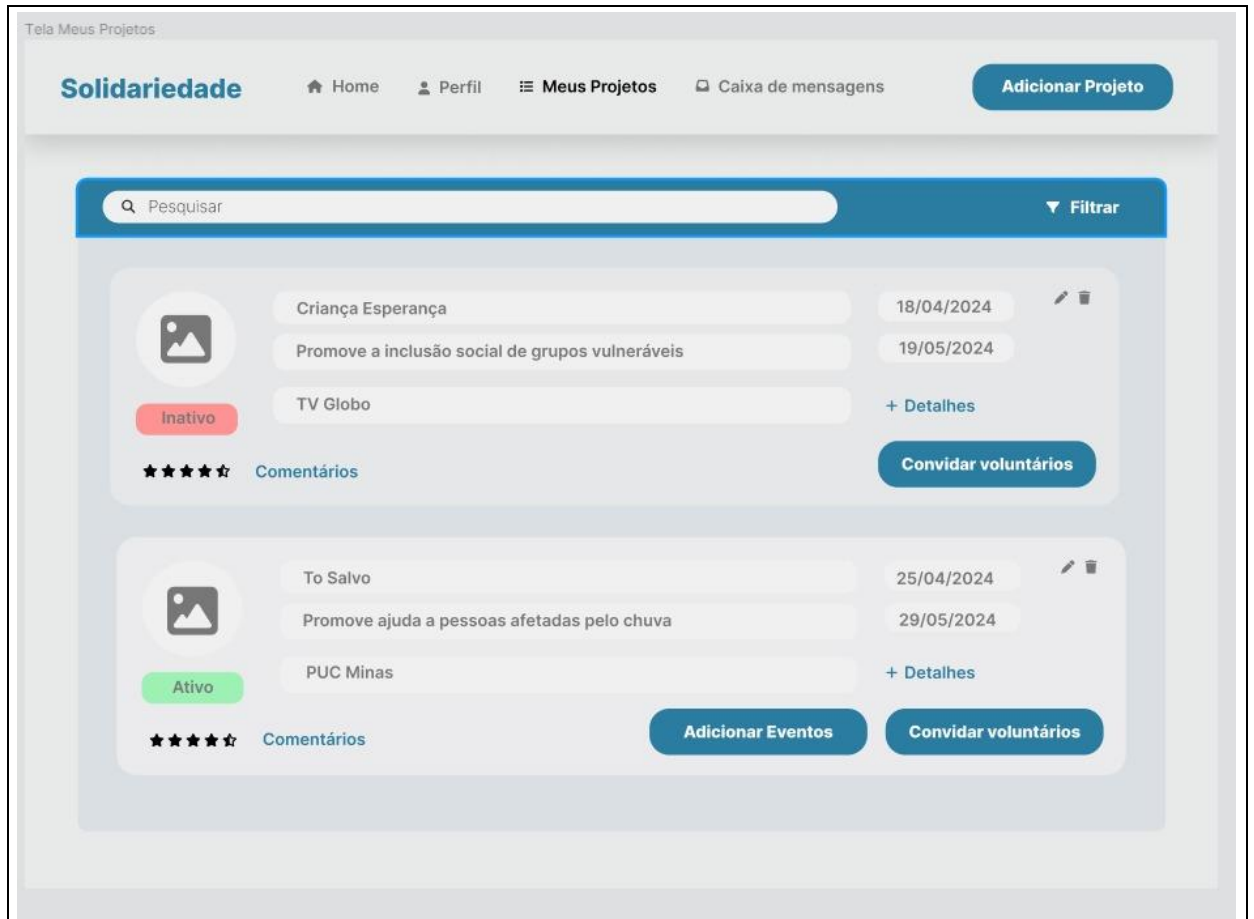 Tela Meus Projetos
Solidariedade
Home
Perfil
Meus Projetos
Caixa de mensagens
Adicionar Projeto
Pesquisar
Filtrar
Criança Esperança
18/04/2024
Promove a inclusão social de grupos vulneráveis
19/05/2024
Inativo
TV Globo
+ Detalhes
Comentários
Convidar voluntários
To Salvo
25/04/2024
Promove ajuda a pessoas afetadas pelo chuva
29/05/2024
Ativo
PUC Minas
+ Detalhes
Comentários
Adicionar Eventos
Convidar voluntários